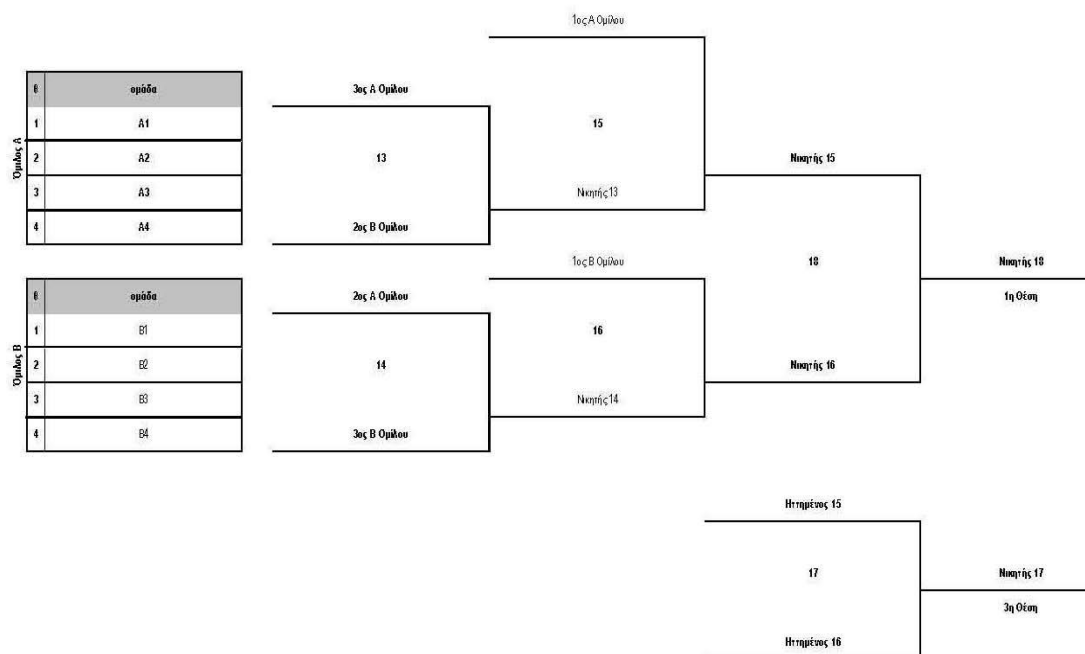 1ος Α Ομίλου
Όμιλος Α
θ ομάδα
1 Α1
2 Α2
3 Α3
4 Α4
3ος Α Ομίλου
13
2ος Β Ομίλου
15
Νικητής 13
Νικητής 15
Όμιλος Β
θ ομάδα
1 Β1
2 Β2
3 Β3
4 Β4
2ος Α Ομίλου
14
3ος Β Ομίλου
1ος Β Ομίλου
16
Νικητής 14
18
Νικητής 16
Νικητής 18
1η Θέση
Ηττημένος 15
17
Ηττημένος 16
Νικητής 17
3η Θέση